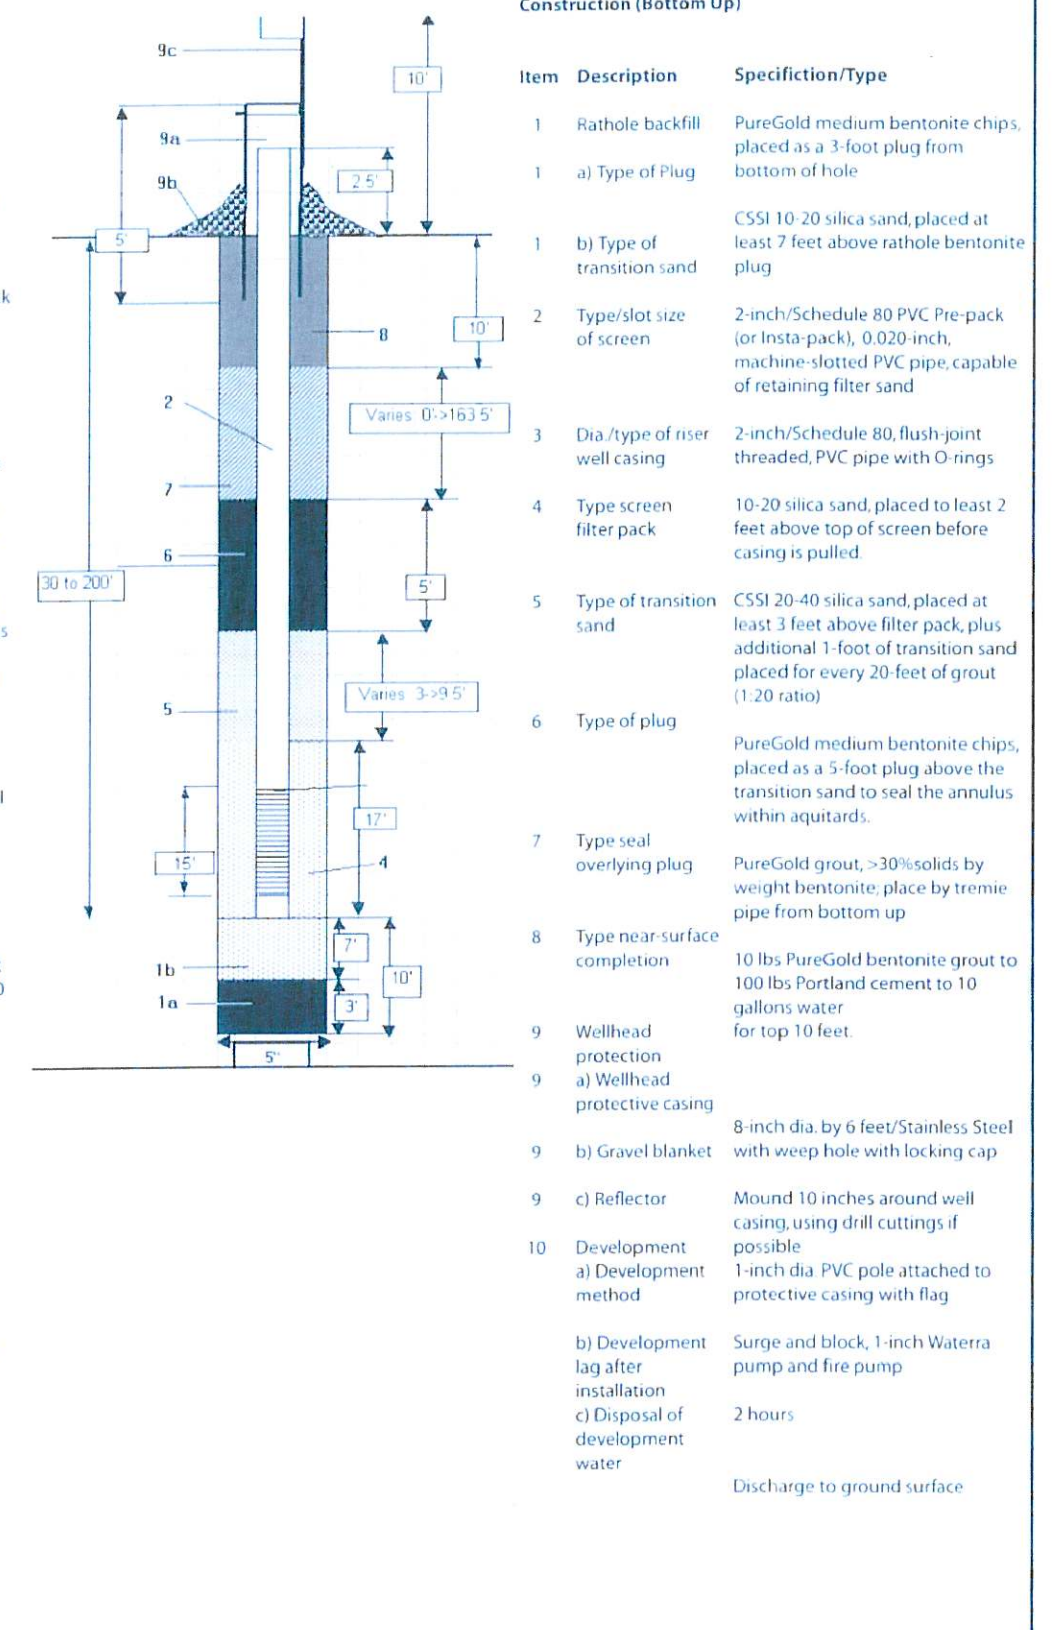 Construction (Bottom Up)
Item Description Specifiction/Type
1 Rathole backfill PureGold medium bentonite chips,
placed as a 3-foot plug from
1 a) Type of Plug bottom of hole
CSSI 10-20 silica sand, placed at
1 b) Type of least 7 feet above rathole bentonite
transition sand plug
2 Type/slot size 2-inch/Schedule 80 PVC Pre-pack
of screen (or Insta-pack), 0.020-inch,
machine-slotted PVC pipe, capable
of retaining filter sand
3 Dia./type of riser 2-inch/Schedule 80, flush-joint
well casing threaded, PVC pipe with O-rings
4 Type screen 10-20 silica sand, placed to least 2
filter pack feet above top of screen before
casing is pulled.
5 Type of transition CSSI 20-40 silica sand, placed at
sand least 3 feet above filter pack, plus
additional 1-foot of transition sand
placed for every 20-feet of grout
(1:20 ratio)
6 Type of plug
PureGold medium bentonite chips,
placed as a 5-foot plug above the
transition sand to seal the annulus
within aquitards.
7 Type seal
overlying plug PureGold grout, >30%solids by
weight bentonite; place by tremie
pipe from bottom up
8 Type near-surface
completion 10 lbs PureGold bentonite grout to
100 lbs Portland cement to 10
gallons water
9 Wellhead for top 10 feet.
protection
9 a) Wellhead
protective casing
8-inch dia. by 6 feet/Stainless Steel
9 b) Gravel blanket with weep hole with locking cap
9 c) Reflector Mound 10 inches around well
casing, using drill cuttings if
10 Development possible
a) Development 1-inch dia. PVC pole attached to
method protective casing with flag
b) Development Surge and block, 1-inch Waterra
lag after pump and fire pump
installation
c) Disposal of 2 hours
development
water
Discharge to ground surface
9c
10'
9a
9b
2.5'
5'
k
8
10'
2
Varies 0'->163.5'
7
6
30 to 200'
5'
s
Varies 3->9.5'
5
l
17'
15'
4
7'
1b
10'
1a
3'
5"